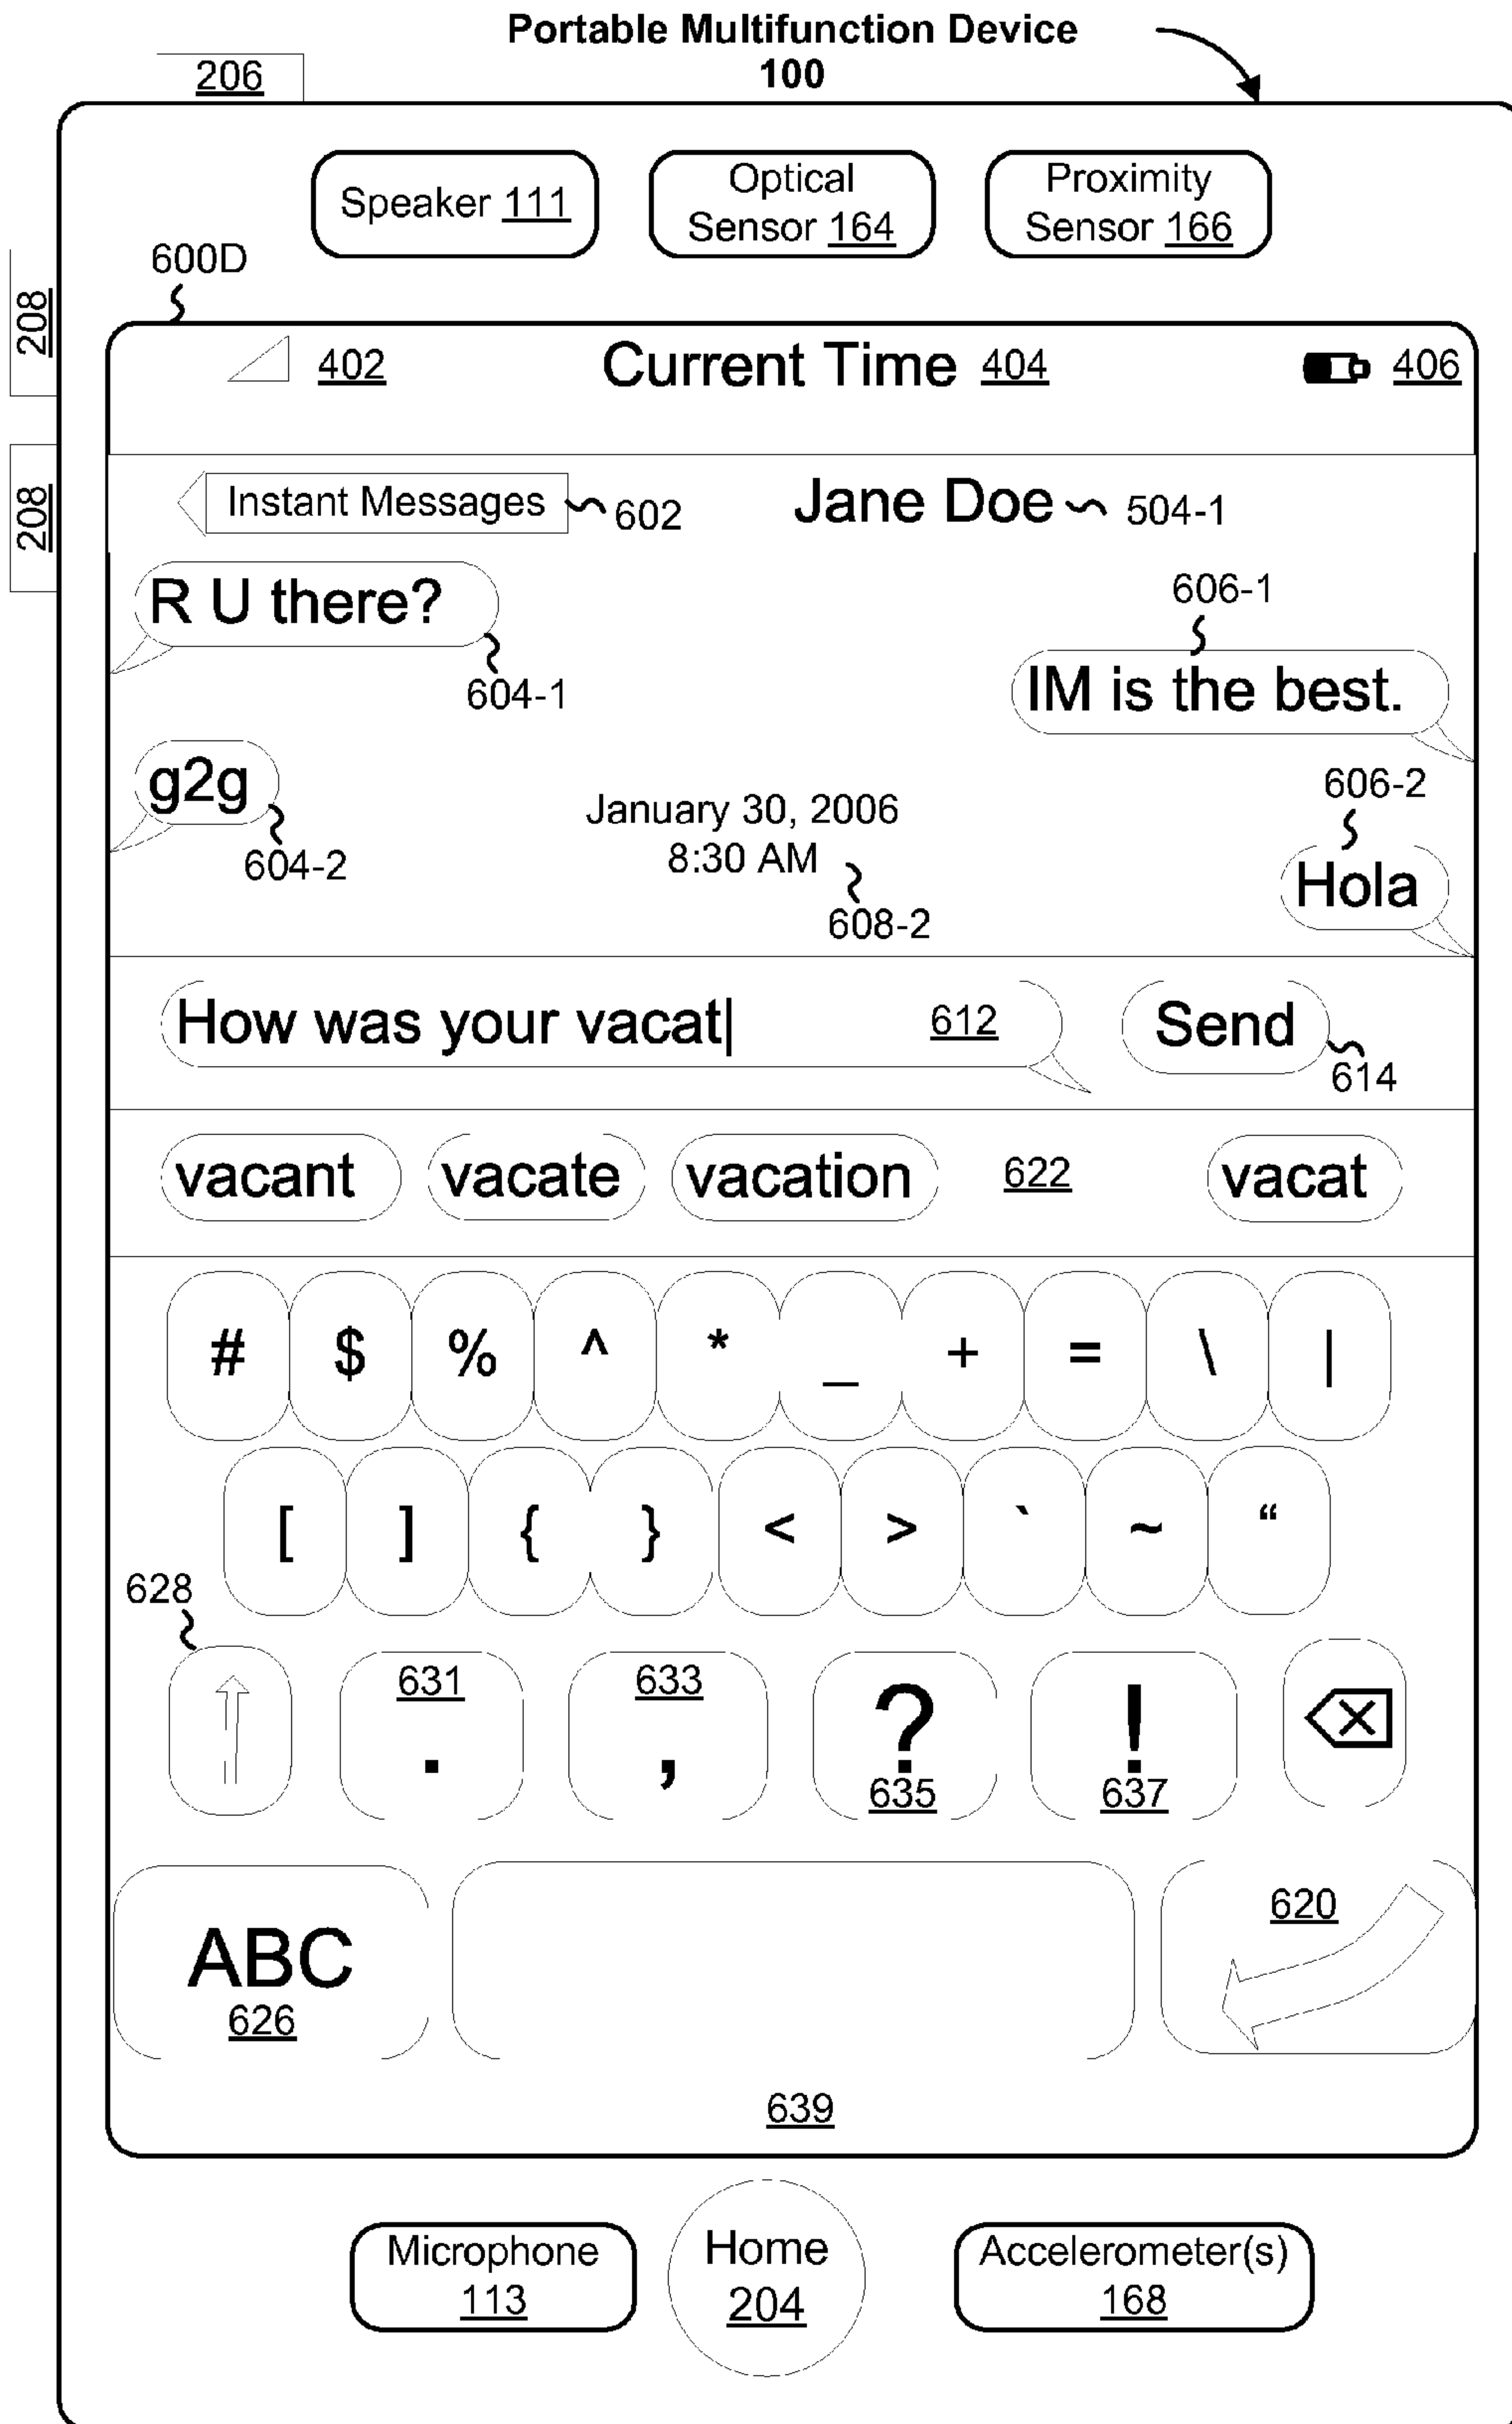 Portable Multifunction Device
100
206
Speaker 111
Optical
Sensor 164
Proximity
Sensor 166
600D
208
208
402
Current Time 404
406
Instant Messages
602
Jane Doe
504-1
R U there?
604-1
606-1
IM is the best.
g2g
604-2
January 30, 2006
8:30 AM
608-2
606-2
Hola
How was your vacat|
612
Send
614
vacant
vacate
vacation
622
vacat
# $ % ^ * _ + = \ |
[ ] { } < > ` ~ “
628
631
.
633
,
?
635
!
637
ABC
626
620
639
Microphone
113
Home
204
Accelerometer(s)
168